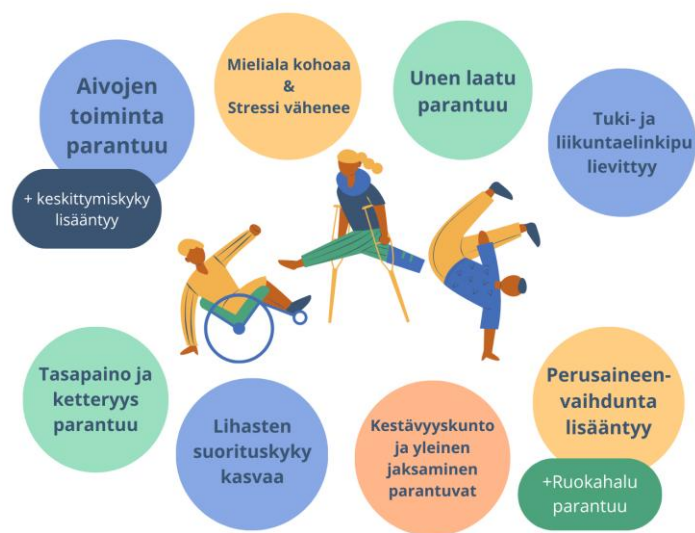 Aivojen
toiminta
parantuu
+ keskittymiskyky
lisääntyy
Mieliala kohoaa
&
Stressi vähenee
Unen laatu
parantuu
Tuki- ja
liikuntaelinkipu
lievittyy
Tasapaino ja
ketteryys
parantuu
Lihasten
suorituskyky
kasvaa
Kestävyyskunto
ja yleinen
jaksaminen
parantuvat
Perusaineen-
vaihdunta
lisääntyy
+Ruokahalu
parantuu